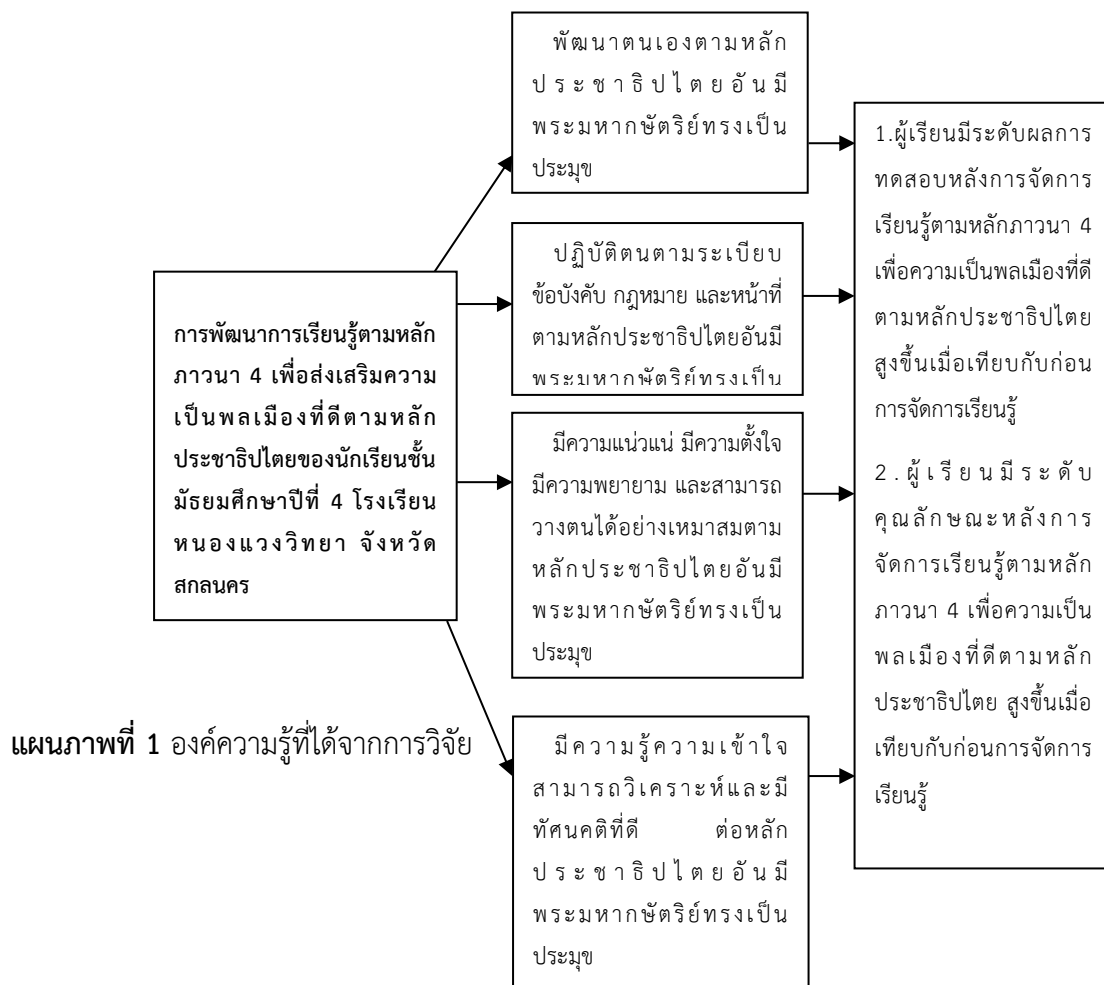 การพัฒนาการเรียนรู้ตามหลัก
ภาวนา 4 เพื่อส่งเสริมความ
เป็นพลเมืองที่ดีตามหลัก
ประชาธิปไตยของนักเรียนชั้น
มัธยมศึกษาปีที่ 4 โรงเรียน
หนองแวงวิทยา จังหวัด
สกลนคร
พัฒนาตนเองตามหลัก
ประชาธิปไตยอันมี
พระมหากษัตริย์ทรงเป็น
ประมุข
ปฏิบัติตนตามระเบียบ
ข้อบังคับ กฎหมาย และหน้าที่
ตามหลักประชาธิปไตยอันมี
พระมหากษัตริย์ทรงเป็น
มีความแน่วแน่ มีความตั้งใจ
มีความพยายาม และสามารถ
วางตนได้อย่างเหมาสมตาม
หลักประชาธิปไตยอันมี
พระมหากษัตริย์ทรงเป็น
ประมุข
มีความรู้ความเข้าใจ
สามารถวิเคราะห์และมี
ทัศนคติที่ดี ต่อหลัก
ประชาธิปไตยอันมี
พระมหากษัตริย์ทรงเป็น
ประมุข
1.ผู้เรียนมีระดับผลการ
ทดสอบหลังการจัดการ
เรียนรู้ตามหลักภาวนา 4
เพื่อความเป็นพลเมืองที่ดี
ตามหลักประชาธิปไตย
สูงขึ้นเมื่อเทียบกับก่อน
การจัดการเรียนรู้
2.ผู้เรียนมีระดับ
คุณลักษณะหลังการ
จัดการเรียนรู้ตามหลัก
ภาวนา 4 เพื่อความเป็น
พลเมืองที่ดีตามหลัก
ประชาธิปไตย สูงขึ้นเมื่อ
เทียบกับก่อนการจัดการ
เรียนรู้
แผนภาพที่ 1 องค์ความรู้ที่ได้จากการวิจัย